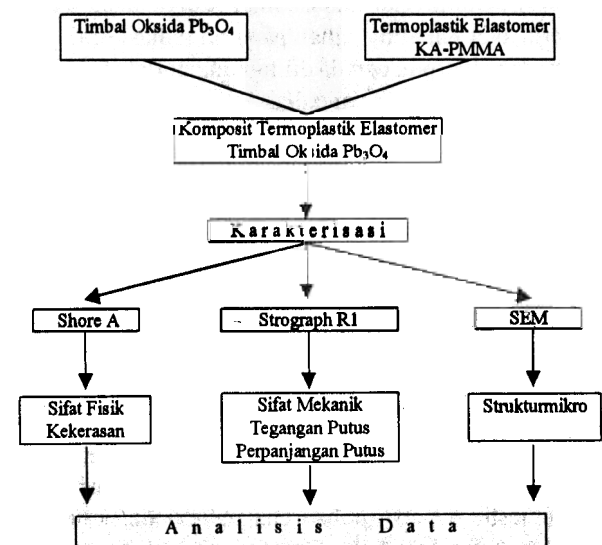 Timbal Oksida Pb₃O₄
Termoplastik Elastomer
KA-PMMA
Komposit Termoplastik Elastomer
Timbal Oksida Pb₃O₄
Karakterisasi
Shore A
Strograph R1
SEM
Sifat Fisik
Kekerasan
Sifat Mekanik
Tegangan Putus
Perpanjangan Putus
Strukturmikro
Analisis Data